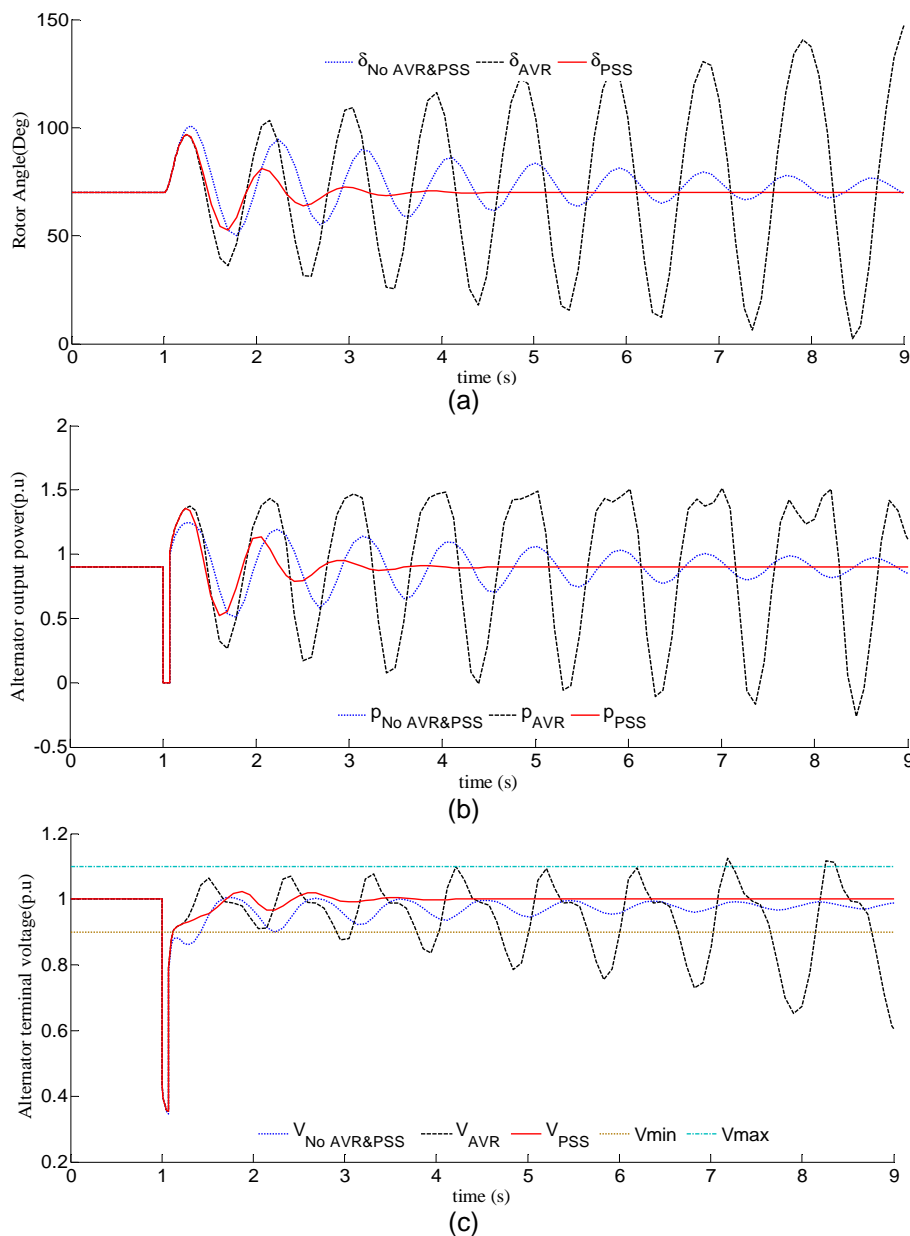 150
100
50
0
Rotor Angle(Deg)
δNo AVR&PSS δAVR δPSS
0 1 2 3 4 5 6 7 8 9
time (s)
(a)
2
1.5
1
0.5
0
-0.5
Alternator output power(p.u)
pNo AVR&PSS pAVR pPSS
0 1 2 3 4 5 6 7 8 9
time (s)
(b)
1.2
1
0.8
0.6
0.4
0.2
Alternator terminal voltage(p.u)
VNo AVR&PSS VAVR VPSS Vmin Vmax
0 1 2 3 4 5 6 7 8 9
time (s)
(c)